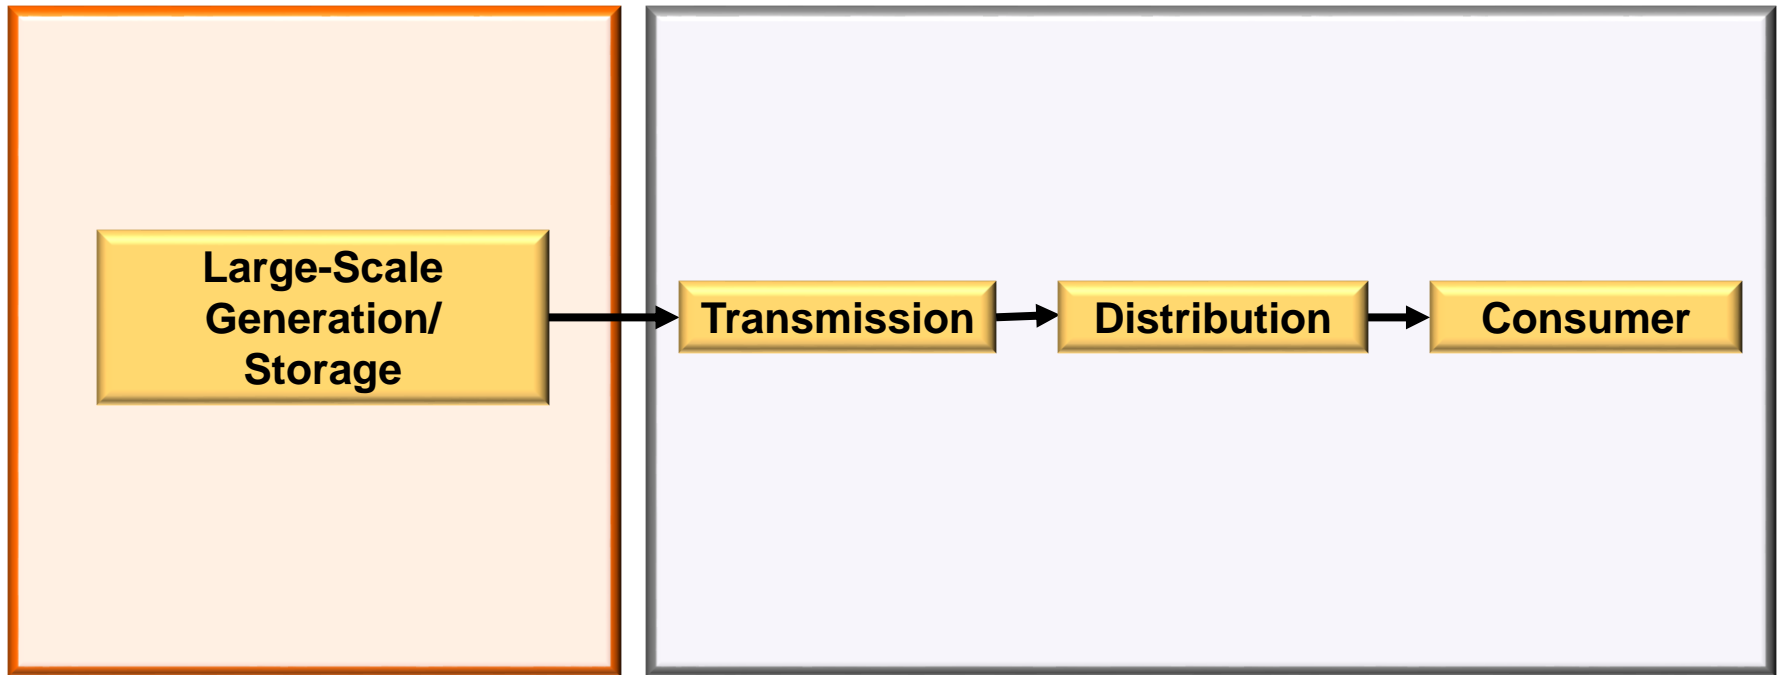 Large-Scale
Generation/
Storage
Transmission
Distribution
Consumer